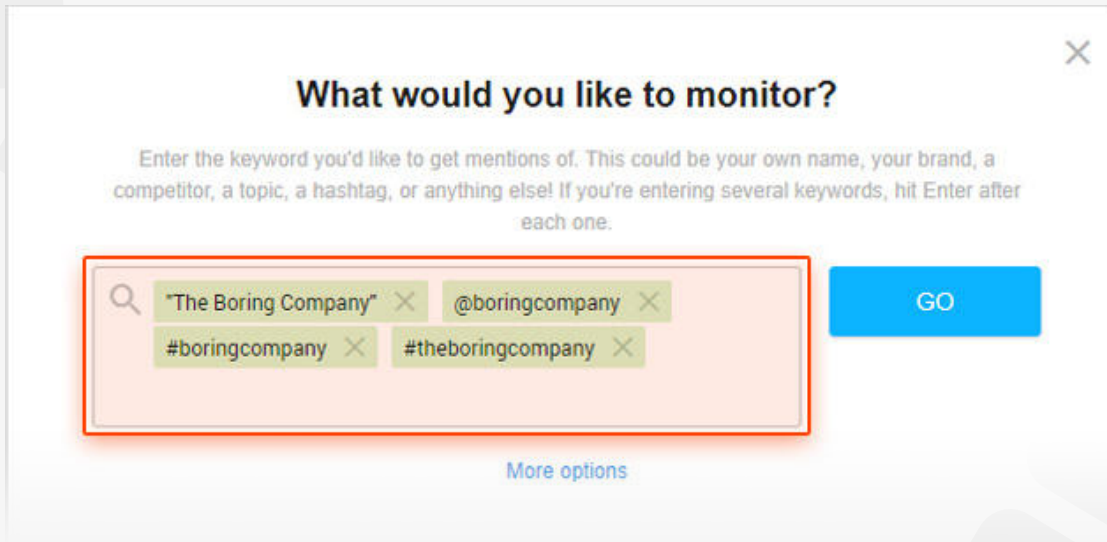 What would you like to monitor?
Enter the keyword you'd like to get mentions of. This could be your own name, your brand, a
competitor, a topic, a hashtag, or anything else! If you're entering several keywords, hit Enter after
each one.
"The Boring Company" @boringcompany
#boringcompany #theboringcompany
GO
More options